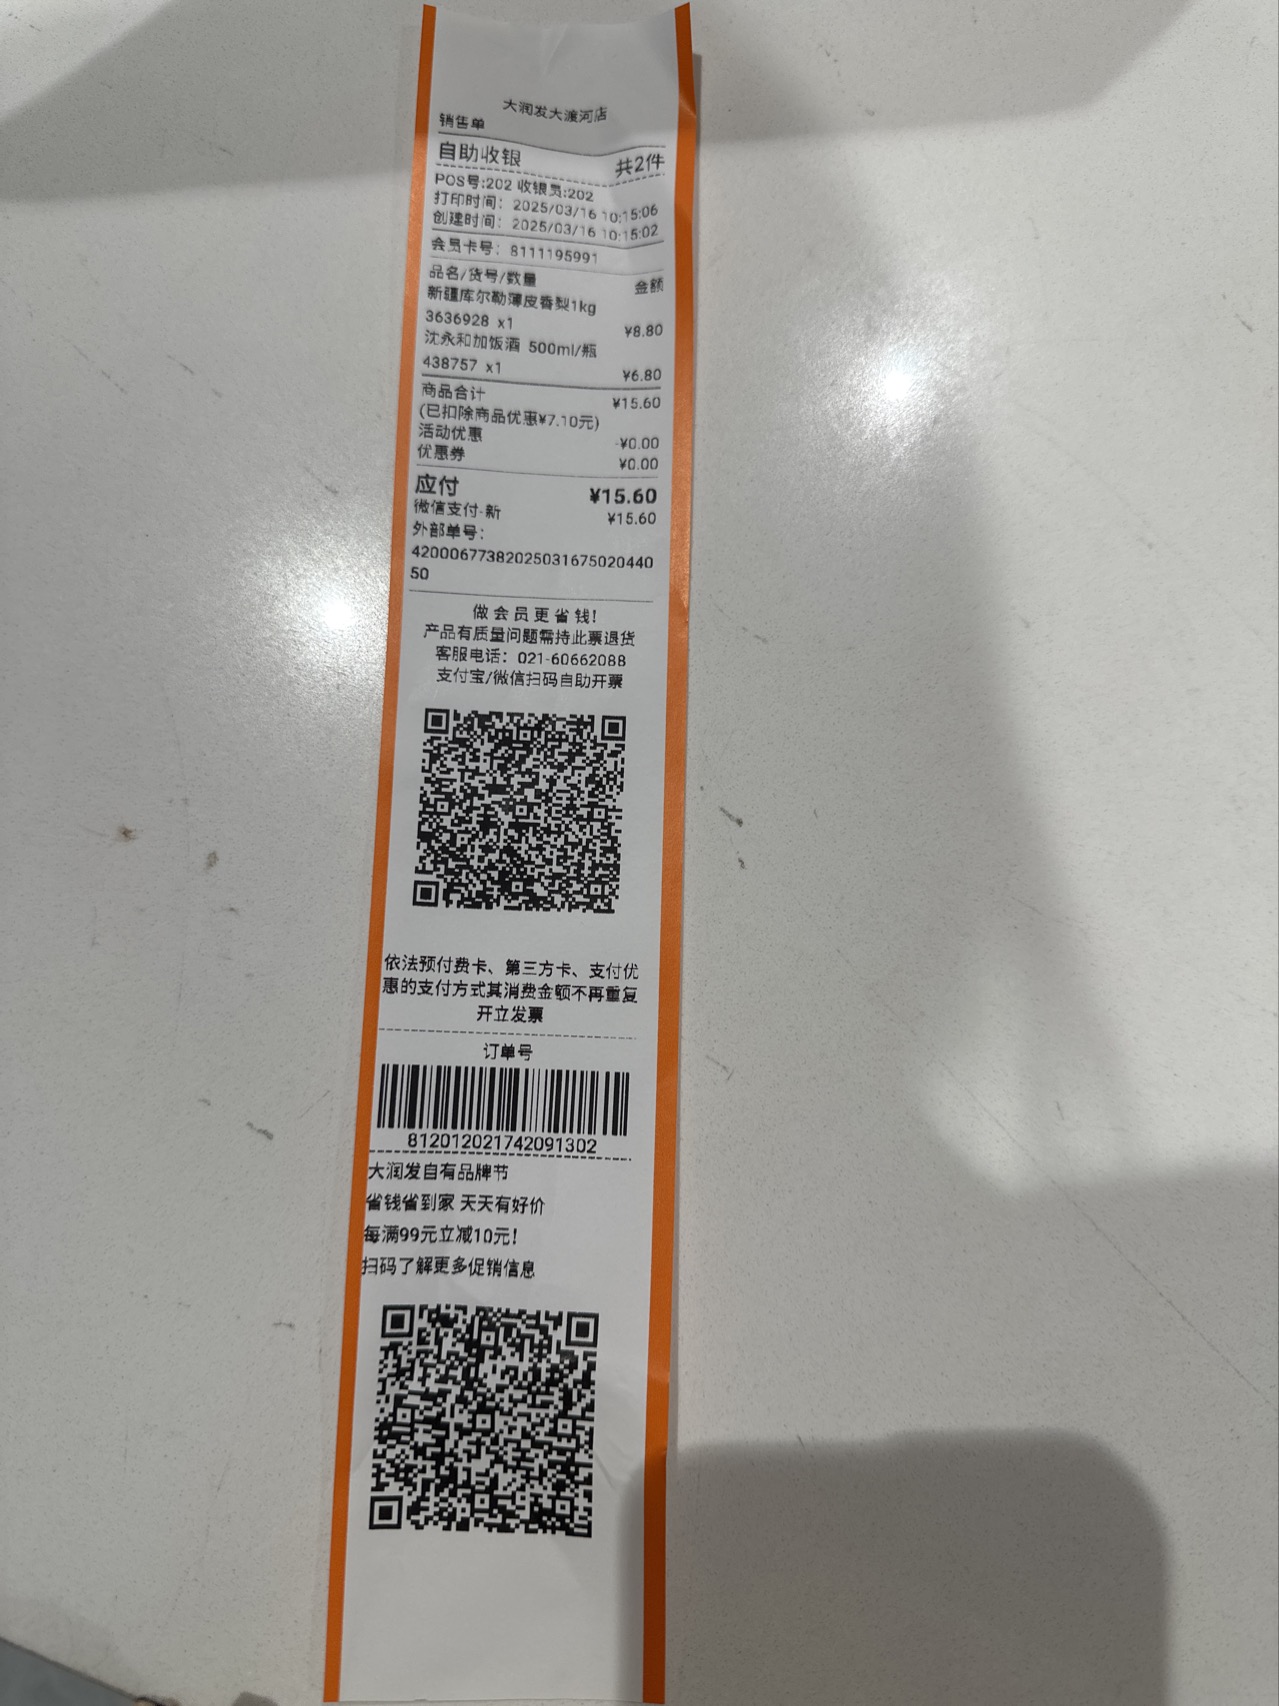 大润发大渡河店
销售单
自助收银 共2件
POS号:202 收银员:202
打印时间：2025/03/16 10:15:06
创建时间：2025/03/16 10:15:02
会员卡号：8111195991
品名/货号/数量 金额
新疆库尔勒薄皮香梨1kg
3636928 x1 ¥8.80
沈永和加饭酒 500ml/瓶
438757 x1 ¥6.80
商品合计 ¥15.60
(已扣除商品优惠¥7.10元)
活动优惠 -¥0.00
优惠券 ¥0.00
应付 ¥15.60
微信支付-新 ¥15.60
外部单号：
42000677382025031675020440
50
做会员更省钱!
产品有质量问题需持此票退货
客服电话：021-60662088
支付宝/微信扫码自助开票
依法预付费卡、第三方卡、支付优
惠的支付方式其消费金额不再重复
开立发票
订单号
812012021742091302
大润发自有品牌节
省钱省到家 天天有好价
每满99元立减10元!
扫码了解更多促销信息